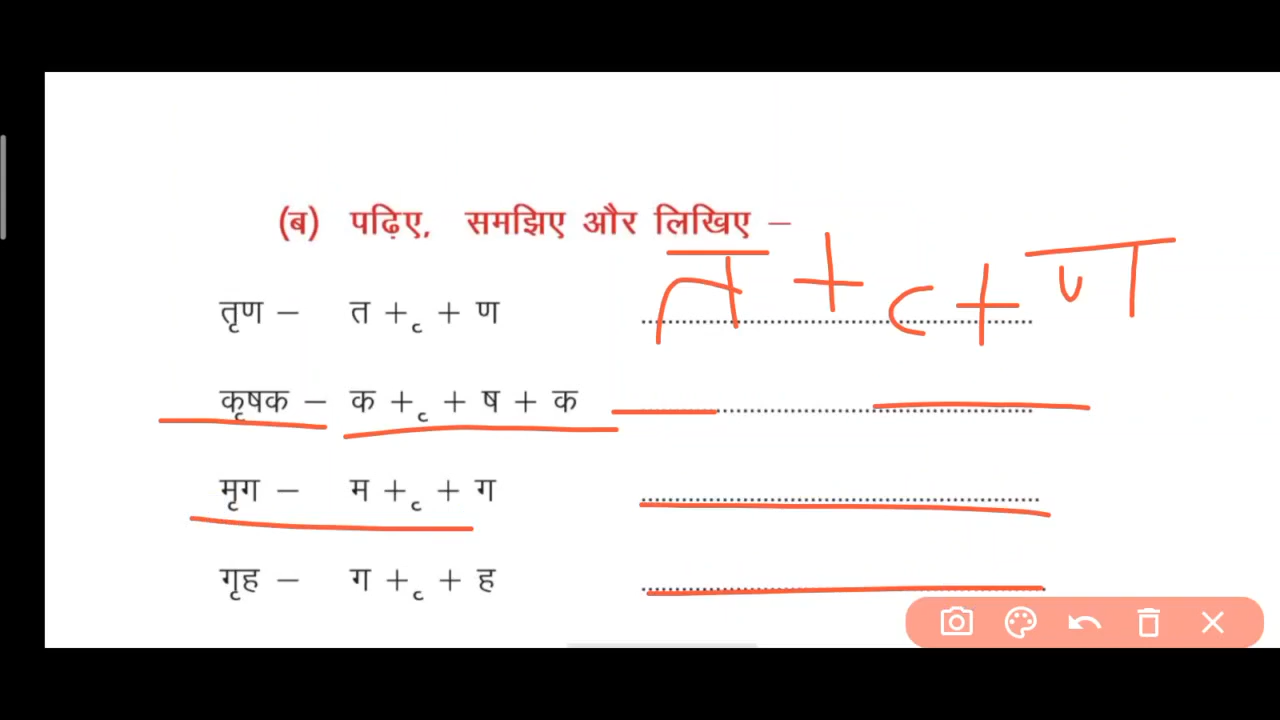 (ब) पढ़िए, समझिए और लिखिए –
तृण – त + ृ + ण ........................ त + ृ + ण
कृषक – क + ृ + ष + क ........................
मृग – म + ृ + ग ........................
गृह – ग + ृ + ह ........................